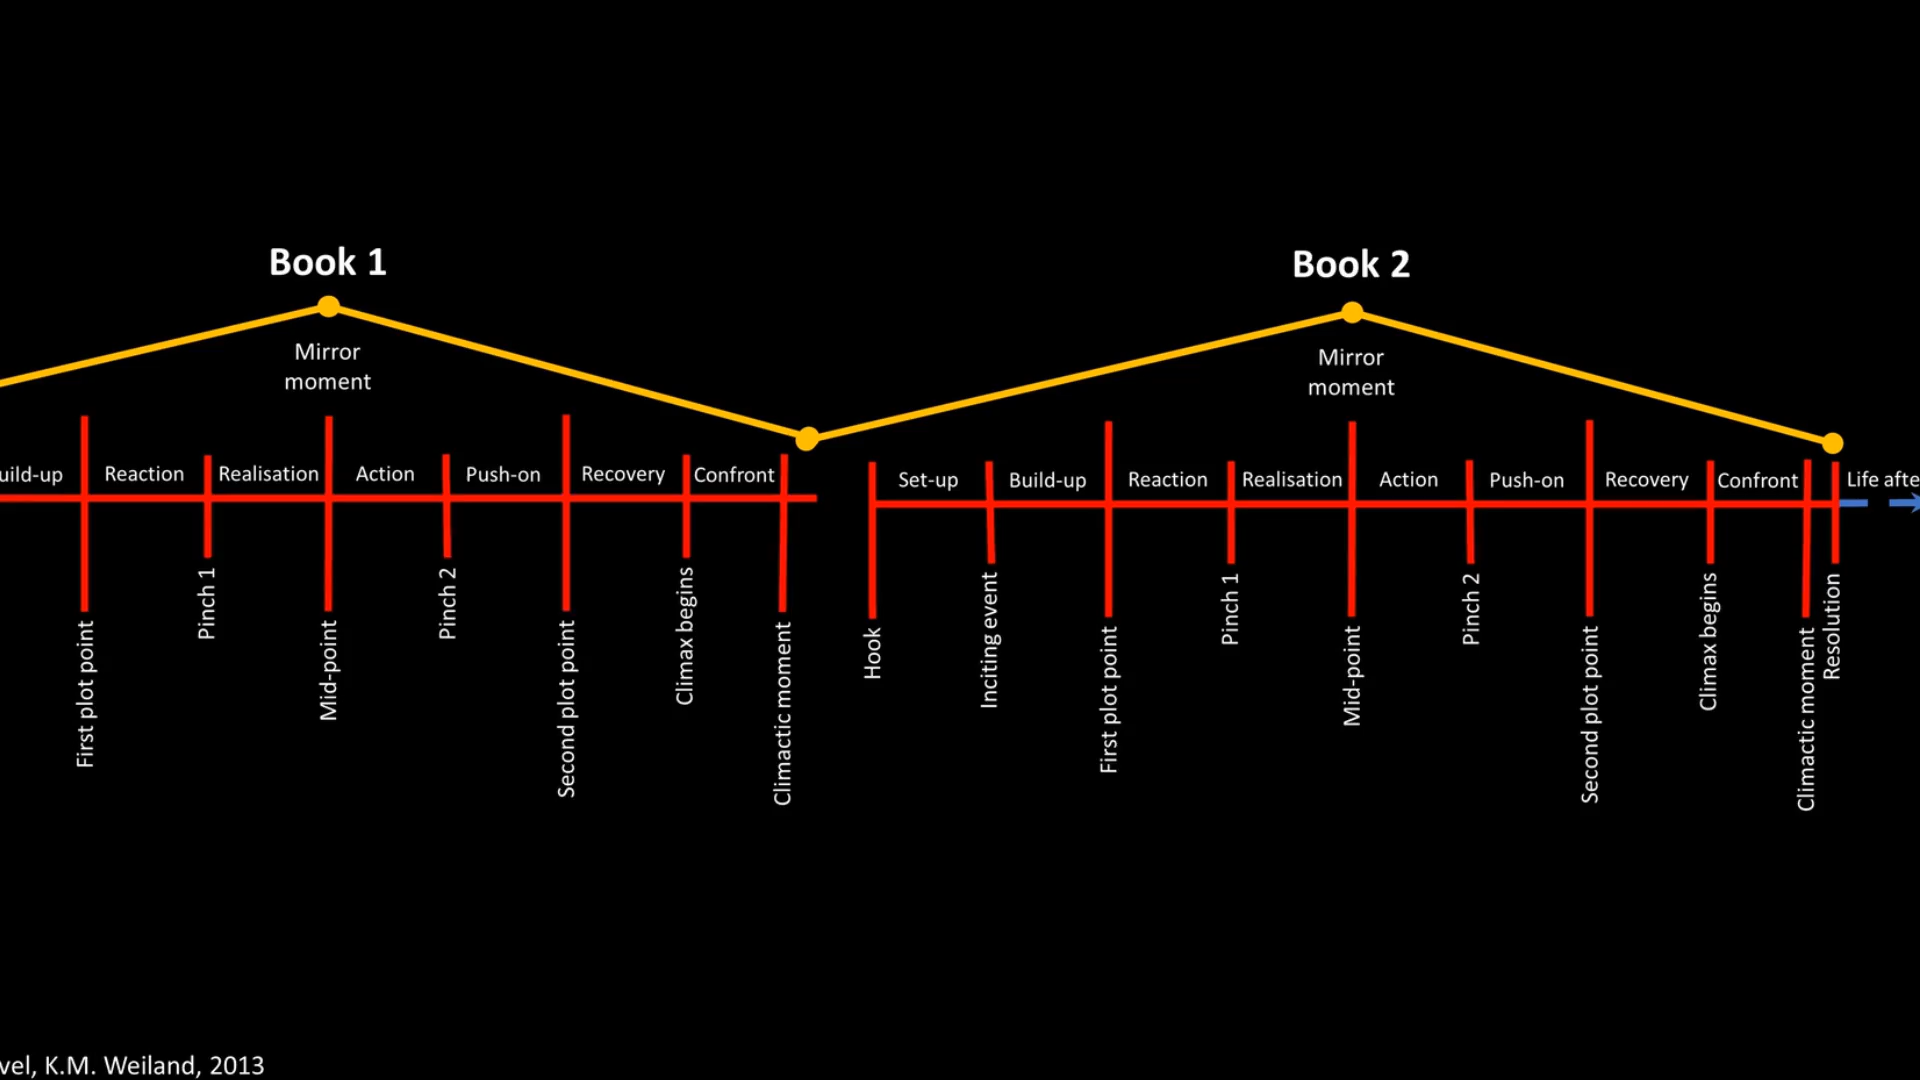 Book 1
Mirror
moment
uild-up
Reaction
Realisation
Action
Push-on
Recovery
Confront
First plot point
Pinch 1
Mid-point
Pinch 2
Second plot point
Climax begins
Climactic moment
Book 2
Mirror
moment
Set-up
Build-up
Reaction
Realisation
Action
Push-on
Recovery
Confront
Life afte
Hook
Inciting event
First plot point
Pinch 1
Mid-point
Pinch 2
Second plot point
Climax begins
Climactic moment
Resolution
vel, K.M. Weiland, 2013